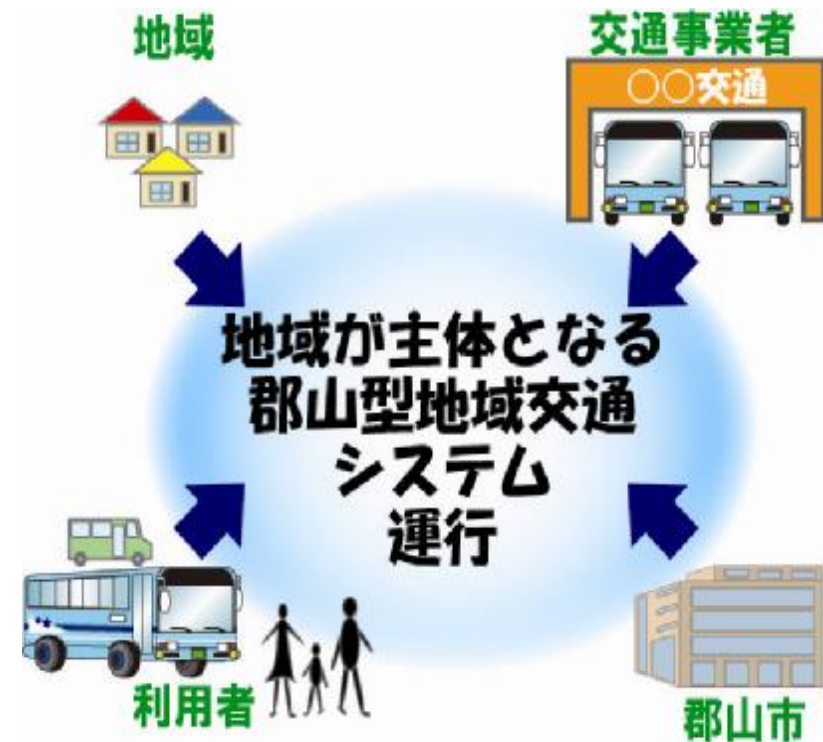 地域
交通事業者
○○交通
地域が主体となる
郡山型地域交通
システム
運行
利用者
郡山市